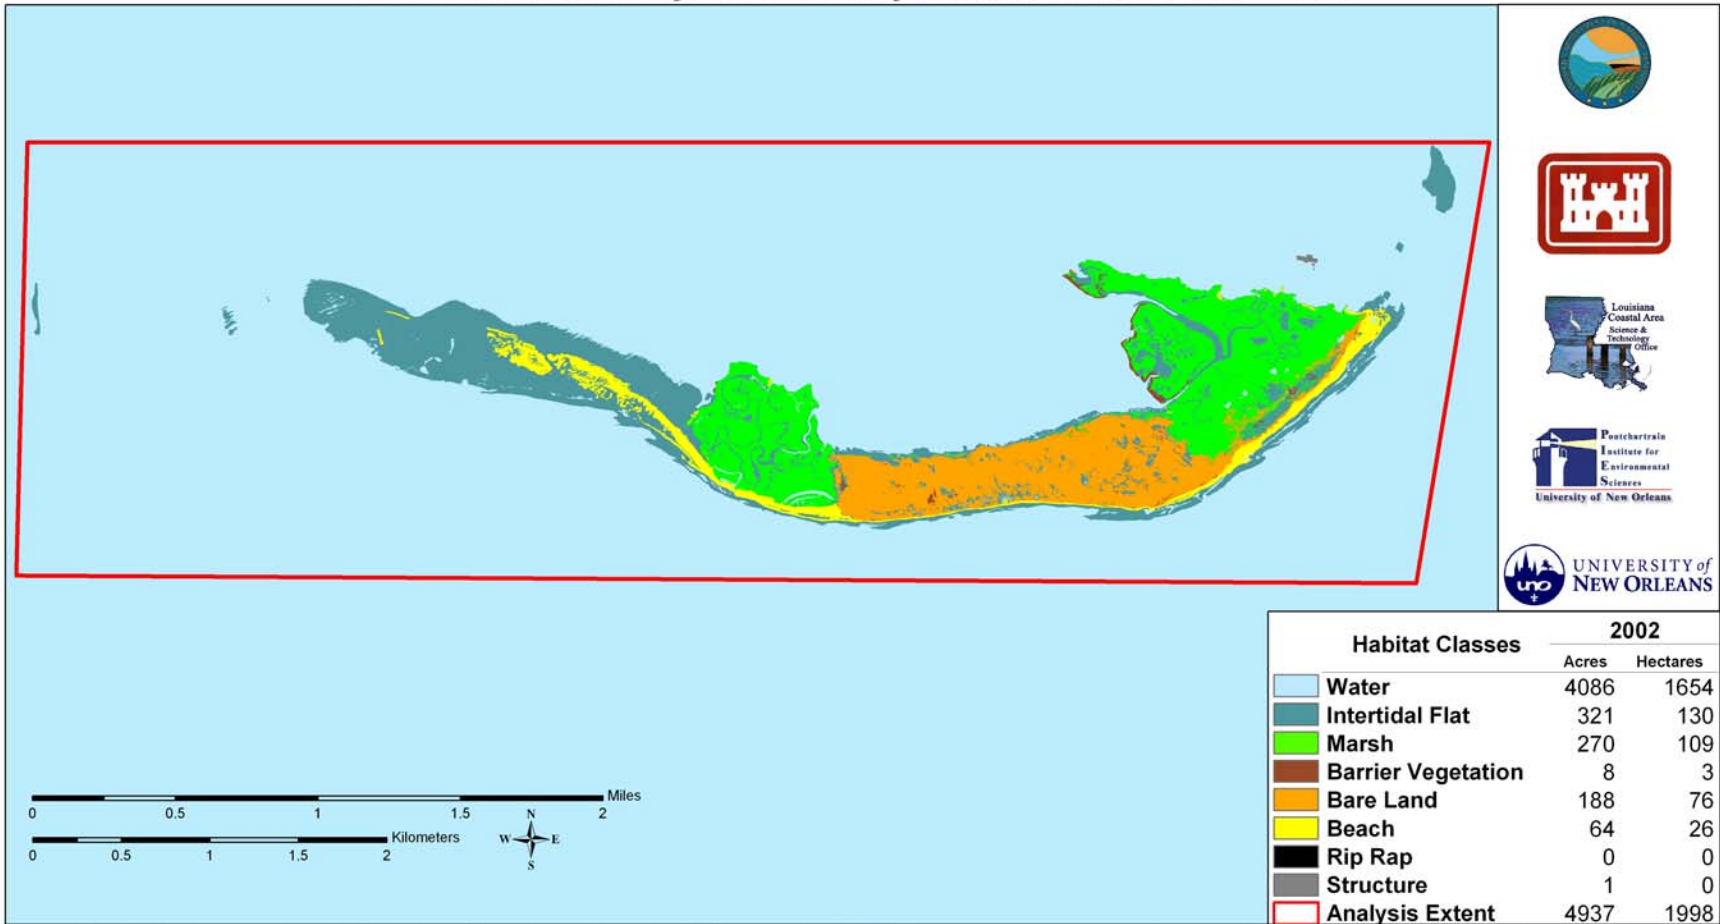 Louisiana
Coastal Area
Science &
Technology
Office
Pontchartrain
Institute for
Environmental
Sciences
University of New Orleans
uno
UNIVERSITY of
NEW ORLEANS
Habitat Classes 2002
Acres Hectares
Water 4086 1654
Intertidal Flat 321 130
Marsh 270 109
Barrier Vegetation 8 3
Bare Land 188 76
Beach 64 26
Rip Rap 0 0
Structure 1 0
Analysis Extent 4937 1998
Miles
0 0.5 1 1.5 2
Kilometers
0 0.5 1 1.5 2
N
W E
S